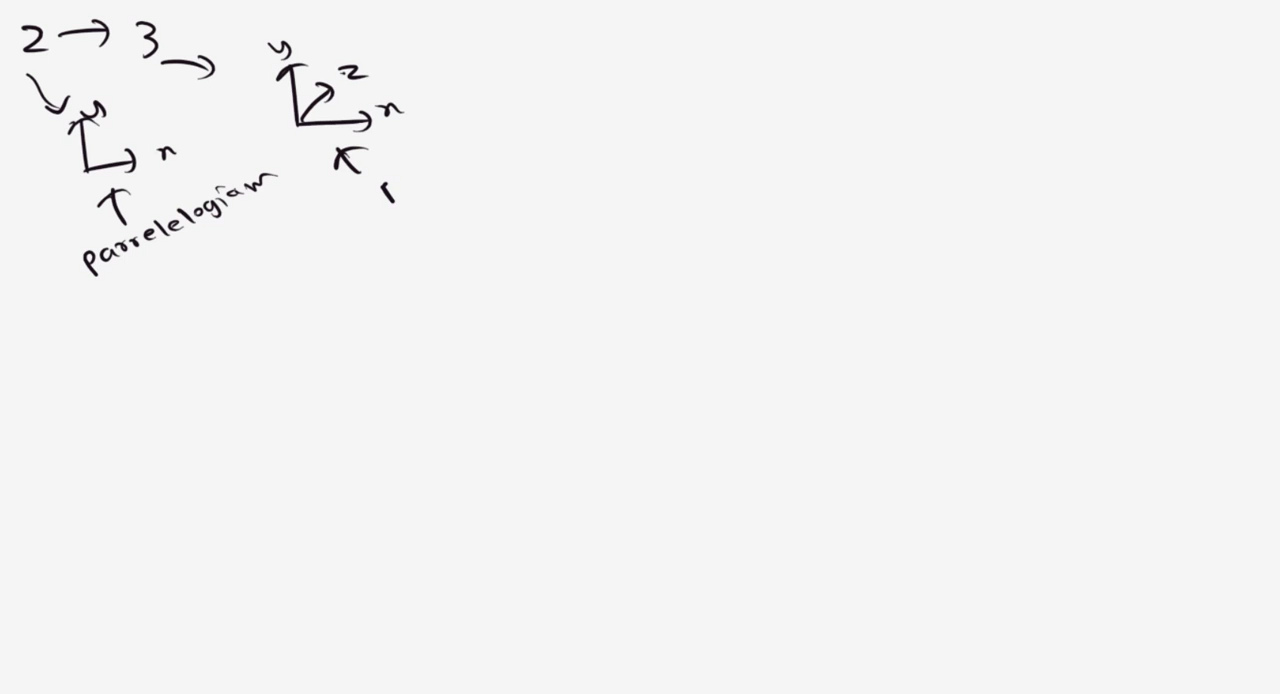 2 → 3 →
y
z
x
y
x
parrelelogram